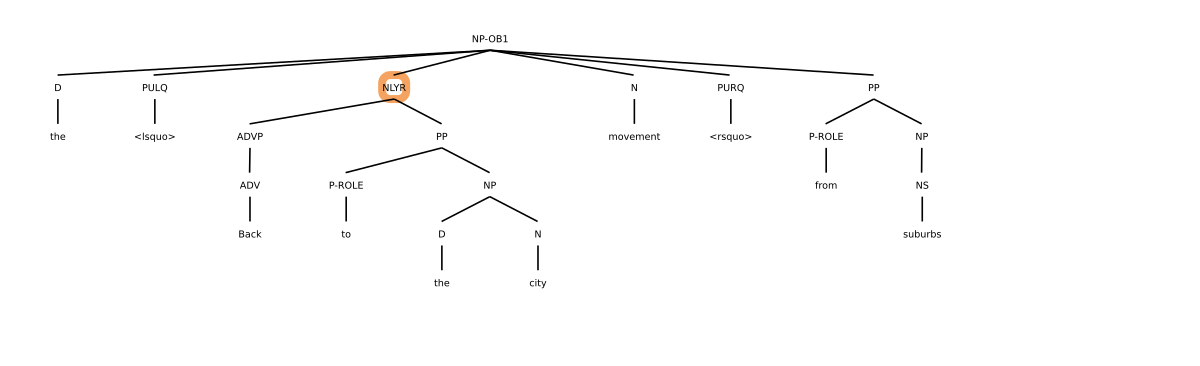 NP-OB1
D PULQ NLYR N PURQ PP
the <lsquo> ADVP PP movement <rsquo> P-ROLE NP
ADV P-ROLE NP from NS
Back to D N suburbs
the city